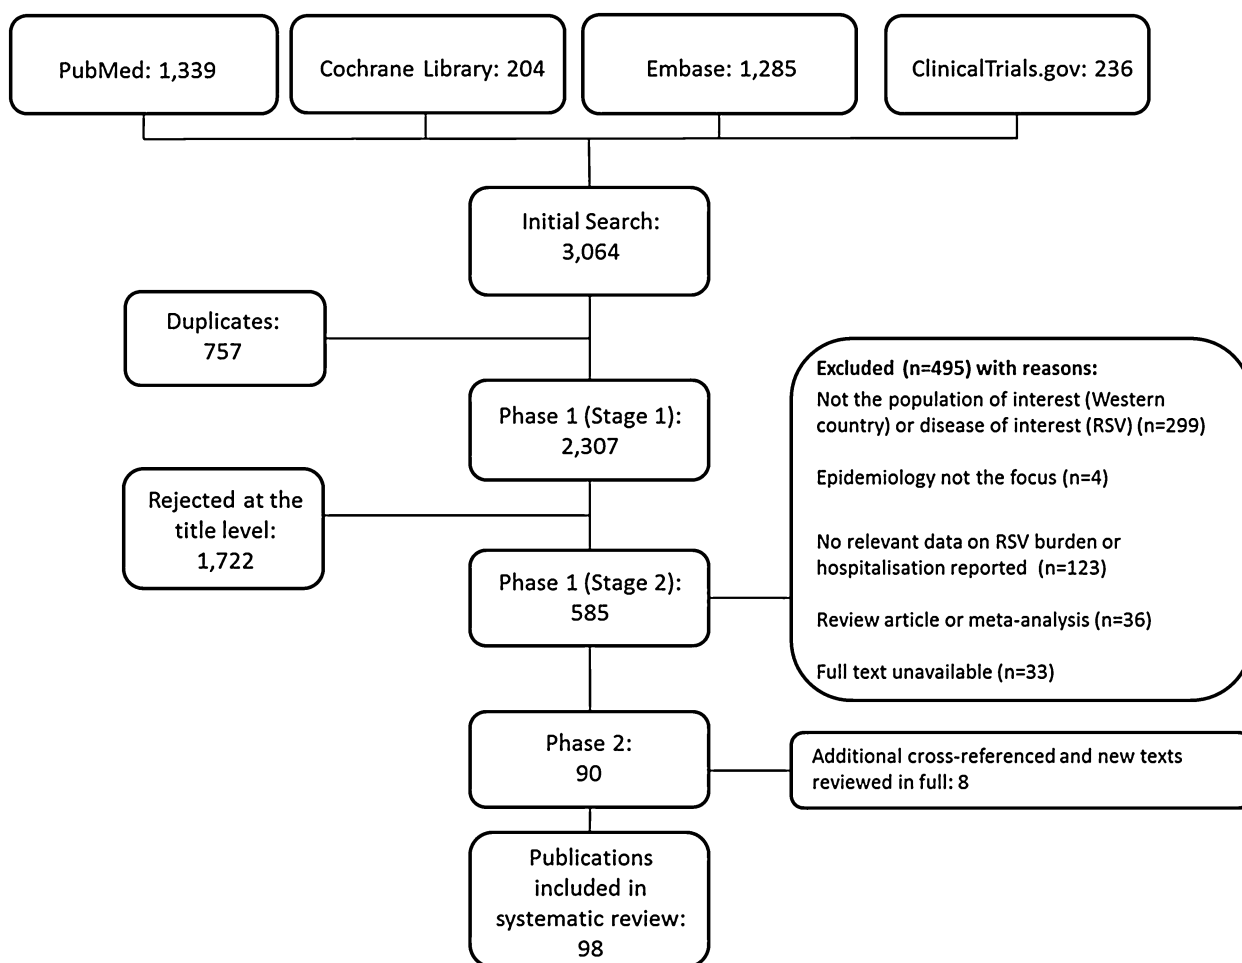 PubMed: 1,339
Cochrane Library: 204
Embase: 1,285
ClinicalTrials.gov: 236
Initial Search:
3,064
Duplicates:
757
Phase 1 (Stage 1):
2,307
Rejected at the
title level:
1,722
Phase 1 (Stage 2):
585
Excluded (n=495) with reasons:
Not the population of interest (Western
country) or disease of interest (RSV) (n=299)
Epidemiology not the focus (n=4)
No relevant data on RSV burden or
hospitalisation reported (n=123)
Review article or meta-analysis (n=36)
Full text unavailable (n=33)
Phase 2:
90
Additional cross-referenced and new texts
reviewed in full: 8
Publications
included in
systematic review:
98